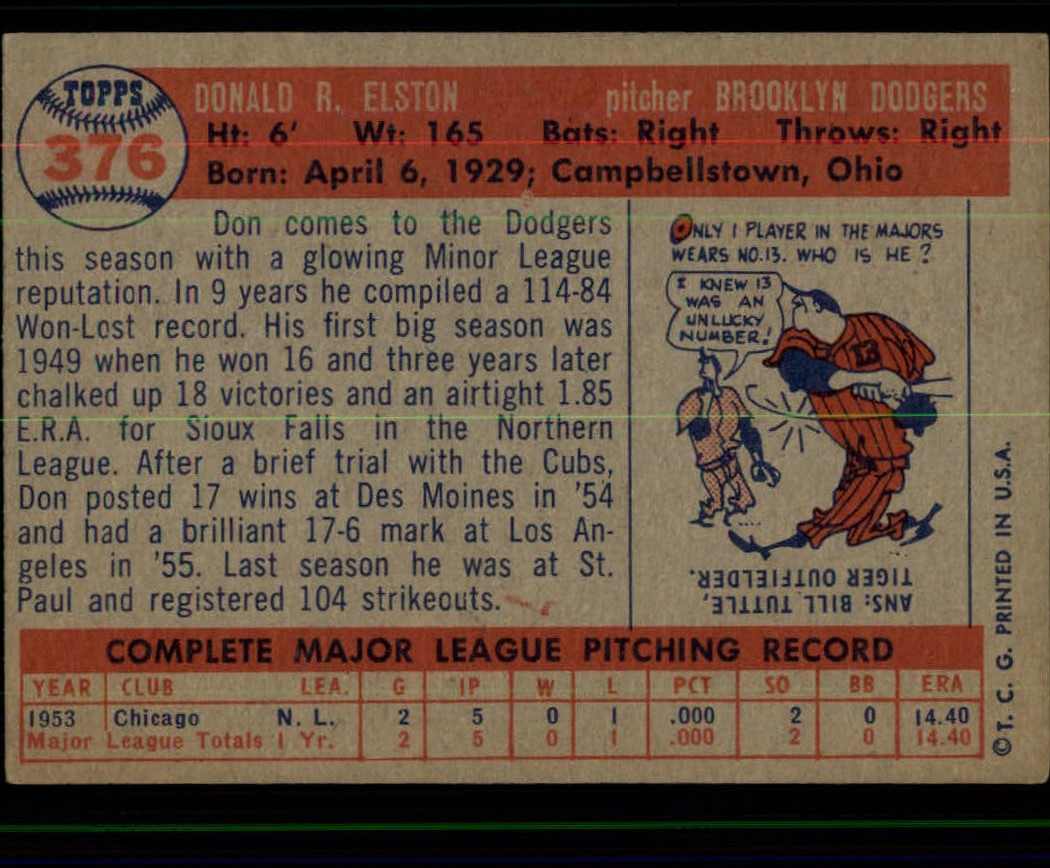 TOPPS
376
DONALD R. ELSTON pitcher BROOKLYN DODGERS
Ht: 6' Wt: 165 Bats: Right Throws: Right
Born: April 6, 1929; Campbellstown, Ohio
Don comes to the Dodgers
this season with a glowing Minor League
reputation. In 9 years he compiled a 114-84
Won-Lost record. His first big season was
1949 when he won 16 and three years later
chalked up 18 victories and an airtight 1.85
E.R.A. for Sioux Falls in the Northern
League. After a brief trial with the Cubs,
Don posted 17 wins at Des Moines in '54
and had a brilliant 17-6 mark at Los An-
geles in '55. Last season he was at St.
Paul and registered 104 strikeouts.
ONLY 1 PLAYER IN THE MAJORS
WEARS NO.13. WHO IS HE?
I KNEW 13
WAS AN
UNLUCKY
NUMBER!
13
ANS: BILL TUTTLE,
TIGER OUTFIELDER.
COMPLETE MAJOR LEAGUE PITCHING RECORD
YEAR CLUB LEA. G IP W L PCT SO BB ERA
1953 Chicago N. L. 2 5 0 1 .000 2 0 14.40
Major League Totals 1 Yr. 2 5 0 1 .000 2 0 14.40
© T. C. G. PRINTED IN U.S.A.